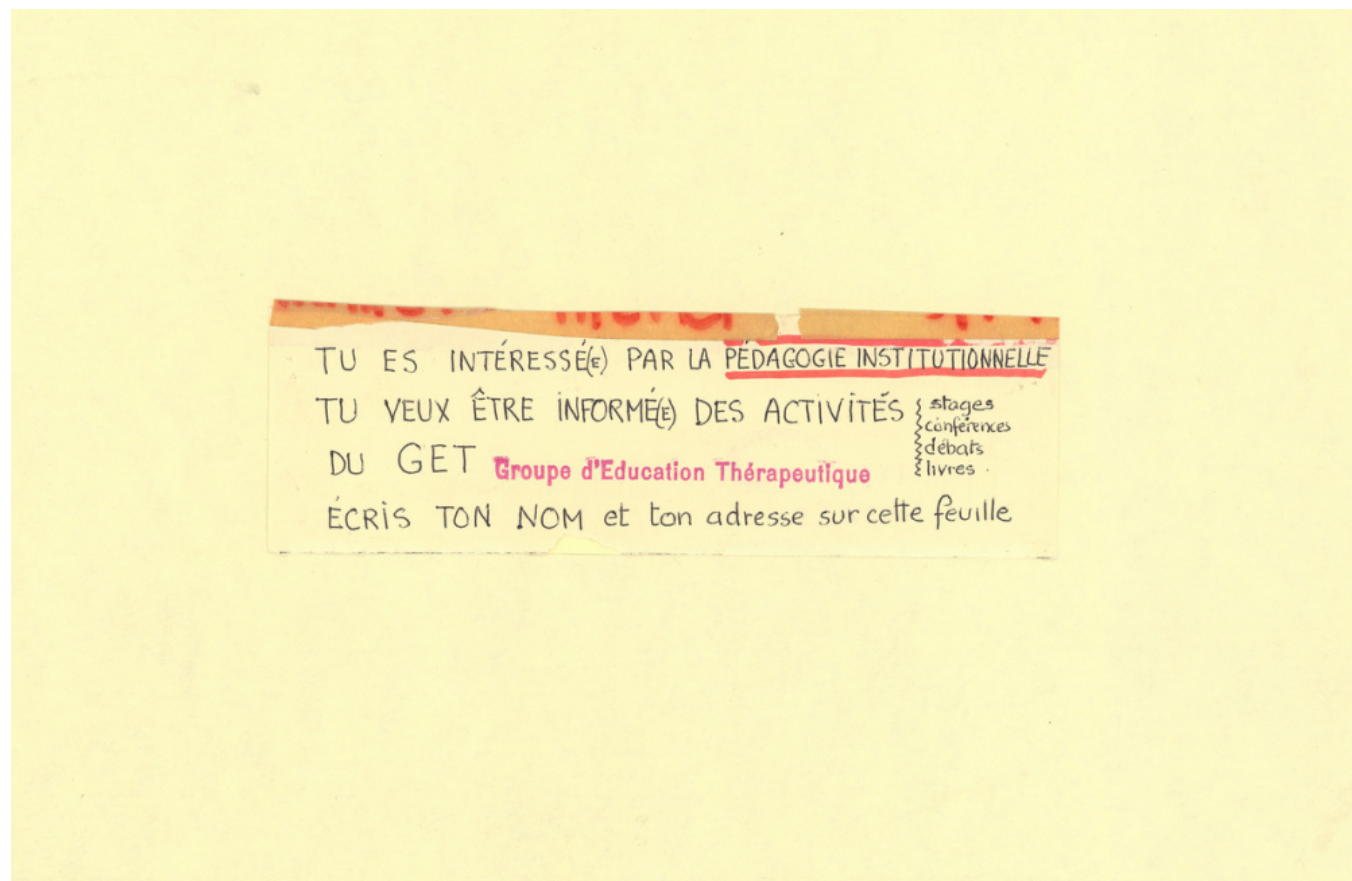 TU ES INTÉRESSÉ(E) PAR LA PÉDAGOGIE INSTITUTIONNELLE
TU VEUX ÊTRE INFORMÉ(E) DES ACTIVITÉS { stages
conférences
débats
livres.
DU GET Groupe d'Education Thérapeutique
ÉCRIS TON NOM et ton adresse sur cette feuille